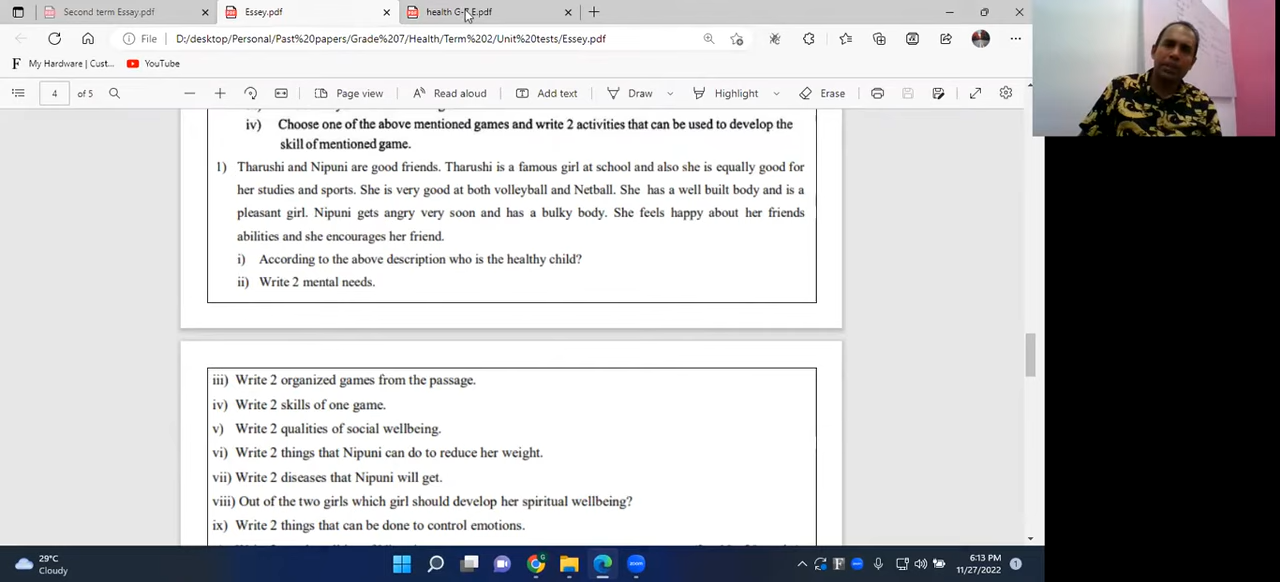 Second term Essay.pdf
Essey.pdf
health G-7 E.pdf
File
D:/desktop/Personal/Past%20papers/Grade%207/Health/Term%202/Unit%20tests/Essey.pdf
My Hardware | Cust...
YouTube
4 of 5
Page view
Read aloud
Add text
Draw
Highlight
Erase
iv) Choose one of the above mentioned games and write 2 activities that can be used to develop the
skill of mentioned game.
1) Tharushi and Nipuni are good friends. Tharushi is a famous girl at school and also she is equally good for
her studies and sports. She is very good at both volleyball and Netball. She has a well built body and is a
pleasant girl. Nipuni gets angry very soon and has a bulky body. She feels happy about her friends
abilities and she encourages her friend.
i) According to the above description who is the healthy child?
ii) Write 2 mental needs.
iii) Write 2 organized games from the passage.
iv) Write 2 skills of one game.
v) Write 2 qualities of social wellbeing.
vi) Write 2 things that Nipuni can do to reduce her weight.
vii) Write 2 diseases that Nipuni will get.
viii) Out of the two girls which girl should develop her spiritual wellbeing?
ix) Write 2 things that can be done to control emotions.
29°C
Cloudy
6:13 PM
11/27/2022